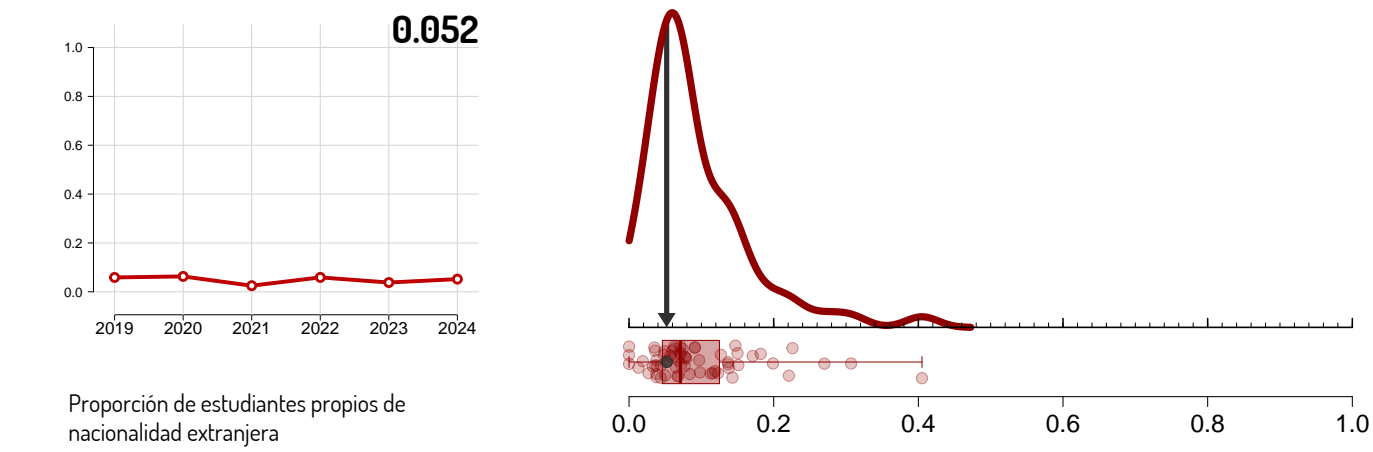 0.052
1.0
0.8
0.6
0.4
0.2
0.0
2019 2020 2021 2022 2023 2024
Proporción de estudiantes propios de
nacionalidad extranjera
0.0 0.2 0.4 0.6 0.8 1.0